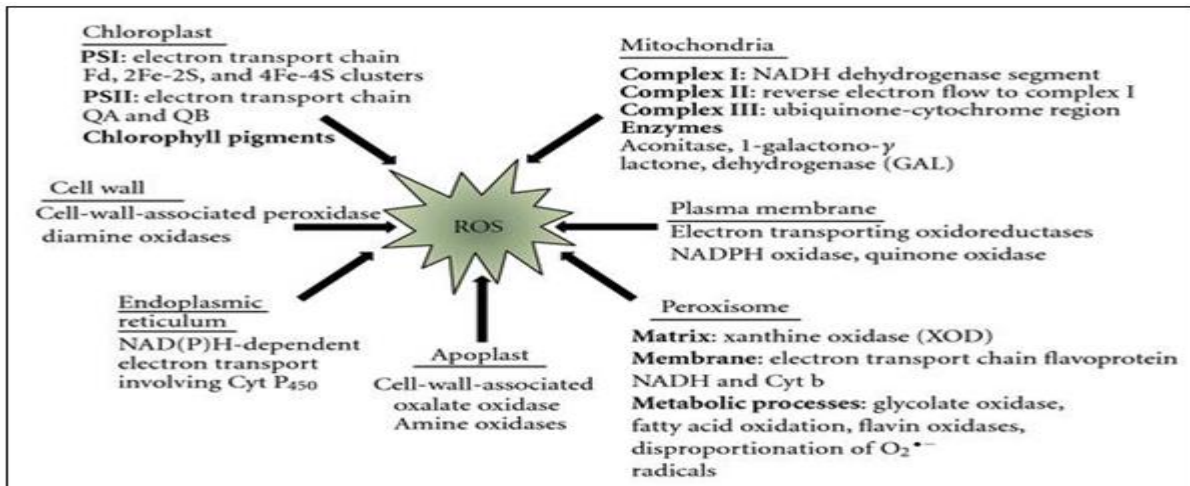 Chloroplast
PSI: electron transport chain
Fd, 2Fe-2S, and 4Fe-4S clusters
PSII: electron transport chain
QA and QB
Chlorophyll pigments
Mitochondria
Complex I: NADH dehydrogenase segment
Complex II: reverse electron flow to complex I
Complex III: ubiquinone-cytochrome region
Enzymes
Aconitase, 1-galactono-γ
lactone, dehydrogenase (GAL)
Cell wall
Cell-wall-associated peroxidase
diamine oxidases
ROS
Plasma membrane
Electron transporting oxidoreductases
NADPH oxidase, quinone oxidase
Endoplasmic
reticulum
NAD(P)H-dependent
electron transport
involving Cyt P₄₅₀
Apoplast
Cell-wall-associated
oxalate oxidase
Amine oxidases
Peroxisome
Matrix: xanthine oxidase (XOD)
Membrane: electron transport chain flavoprotein
NADH and Cyt b
Metabolic processes: glycolate oxidase,
fatty acid oxidation, flavin oxidases,
disproportionation of O₂•−
radicals